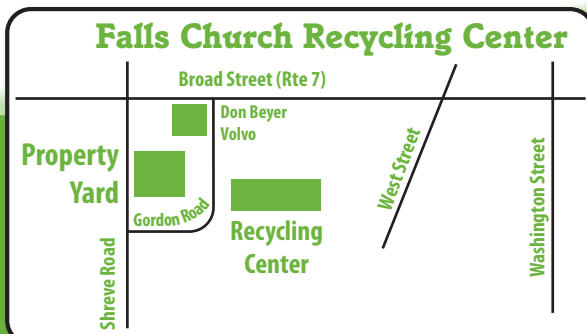 Falls Church Recycling Center
Broad Street (Rte 7)
Don Beyer
Volvo
Property
Yard
Gordon Road
Recycling
Center
West Street
Washington Street
Shreve Road